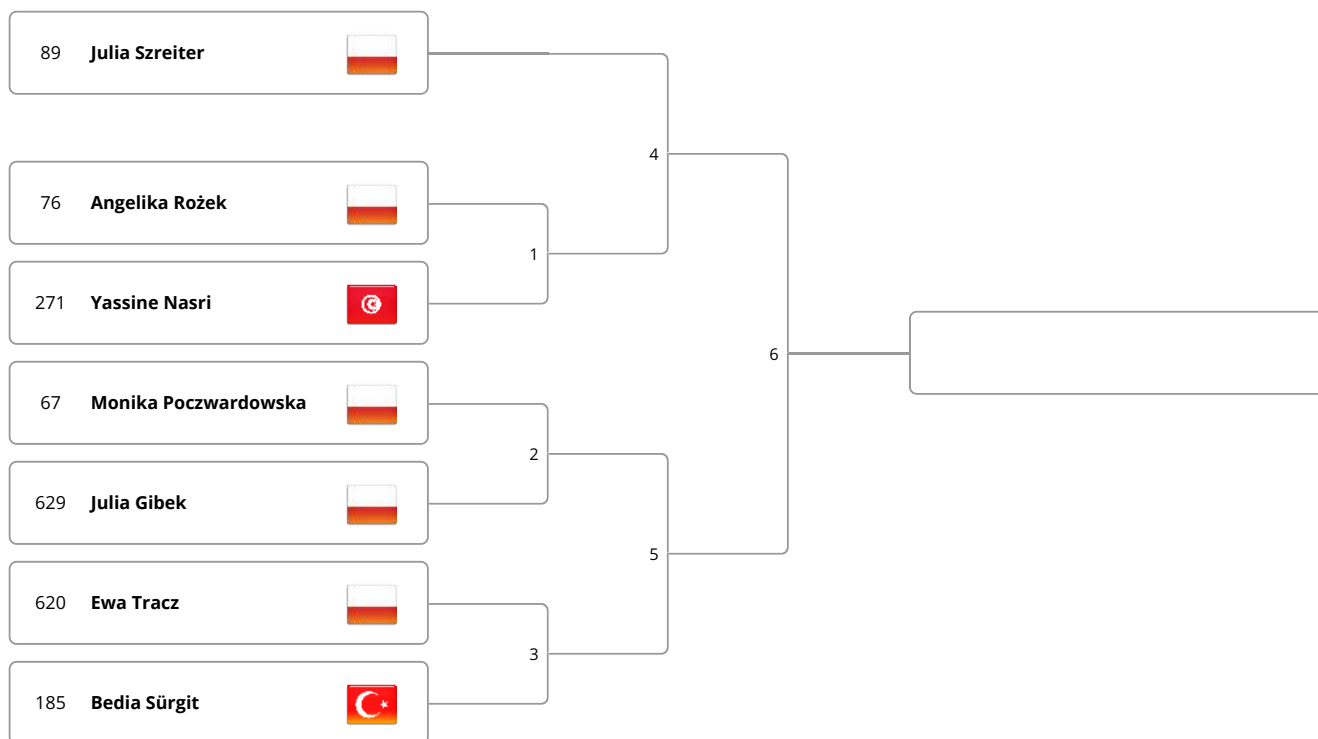 89 Julia Szreiter
4
76 Angelika Rożek
1
271 Yassine Nasri
6
67 Monika Poczwardowska
2
629 Julia Gibek
5
620 Ewa Tracz
3
185 Bedia Sürgit